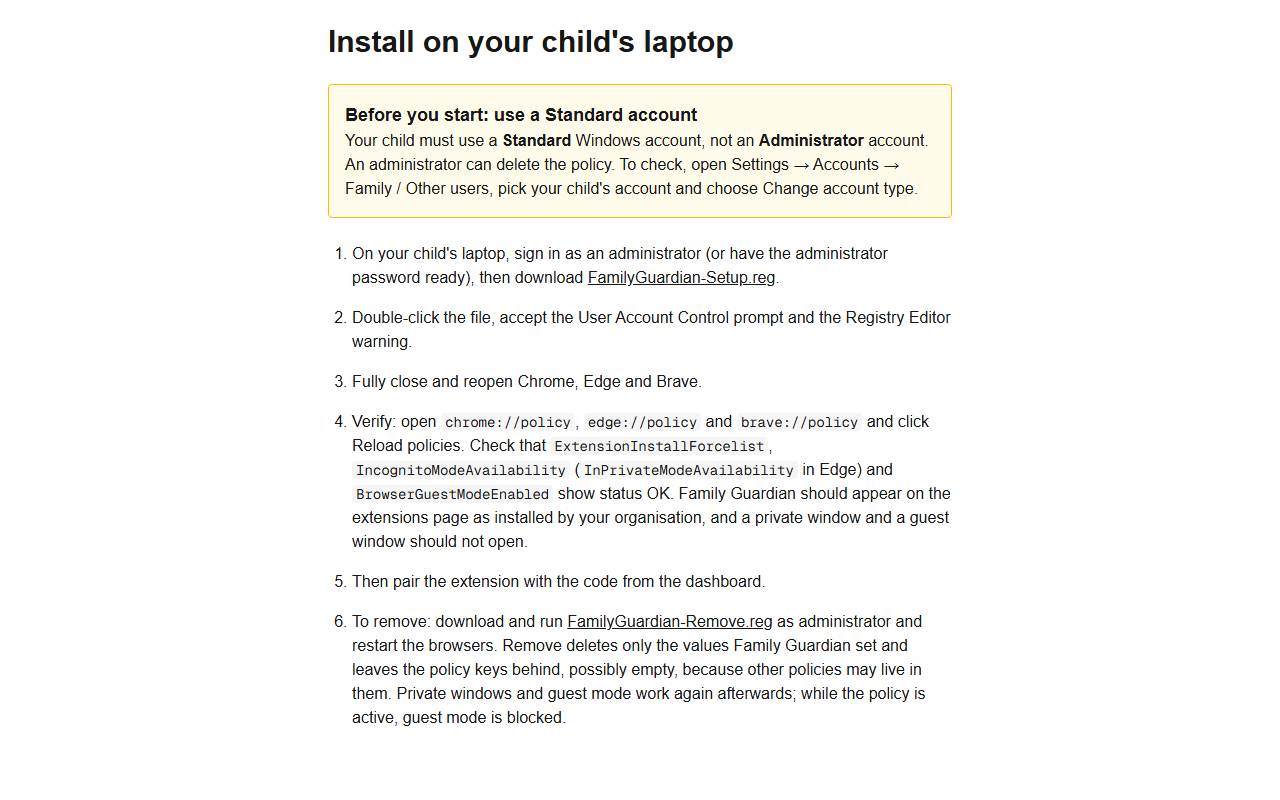 Install on your child's laptop
Before you start: use a Standard account
Your child must use a Standard Windows account, not an Administrator account.
An administrator can delete the policy. To check, open Settings → Accounts →
Family / Other users, pick your child's account and choose Change account type.
1. On your child's laptop, sign in as an administrator (or have the administrator
password ready), then download FamilyGuardian-Setup.reg.
2. Double-click the file, accept the User Account Control prompt and the Registry Editor
warning.
3. Fully close and reopen Chrome, Edge and Brave.
4. Verify: open chrome://policy, edge://policy and brave://policy and click
Reload policies. Check that ExtensionInstallForcelist,
IncognitoModeAvailability (InPrivateModeAvailability in Edge) and
BrowserGuestModeEnabled show status OK. Family Guardian should appear on the
extensions page as installed by your organisation, and a private window and a guest
window should not open.
5. Then pair the extension with the code from the dashboard.
6. To remove: download and run FamilyGuardian-Remove.reg as administrator and
restart the browsers. Remove deletes only the values Family Guardian set and
leaves the policy keys behind, possibly empty, because other policies may live in
them. Private windows and guest mode work again afterwards; while the policy is
active, guest mode is blocked.